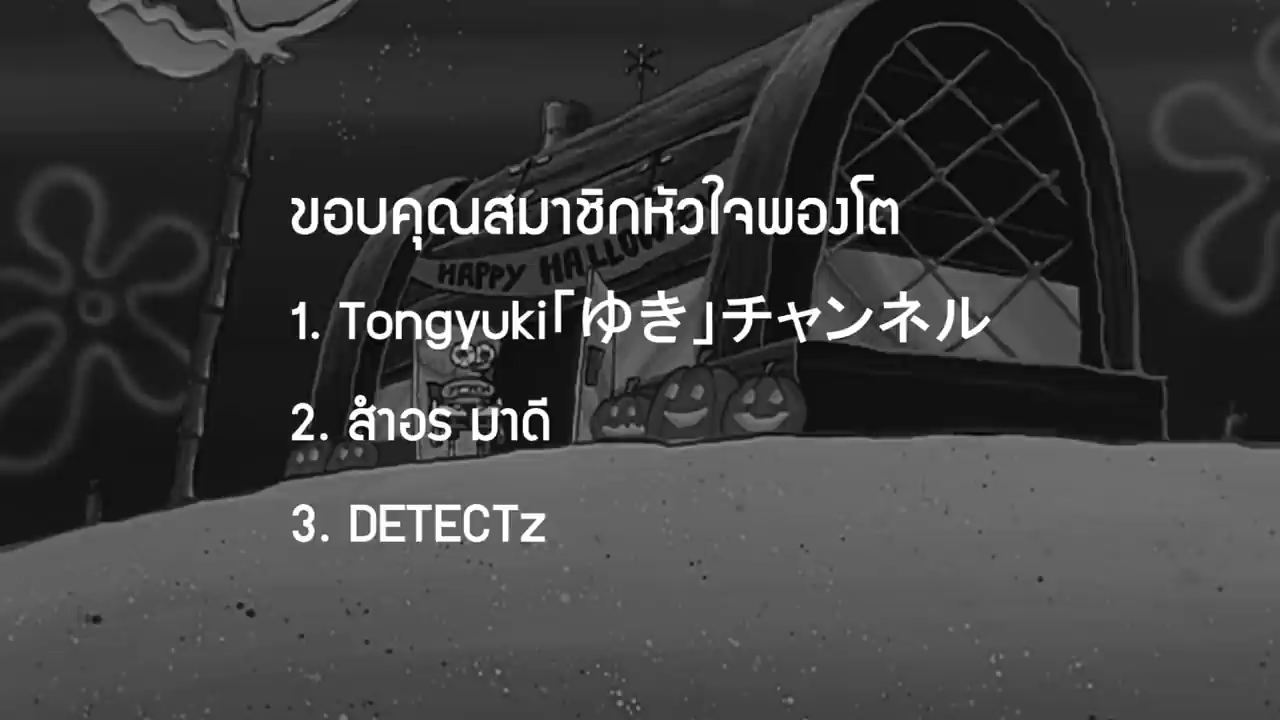 ขอบคุณสมาชิกหัวใจพองโต
HAPPY HALLOW
1. Tongyuki「ゆき」チャンネル
2. สำอร มาดี
3. DETECTz